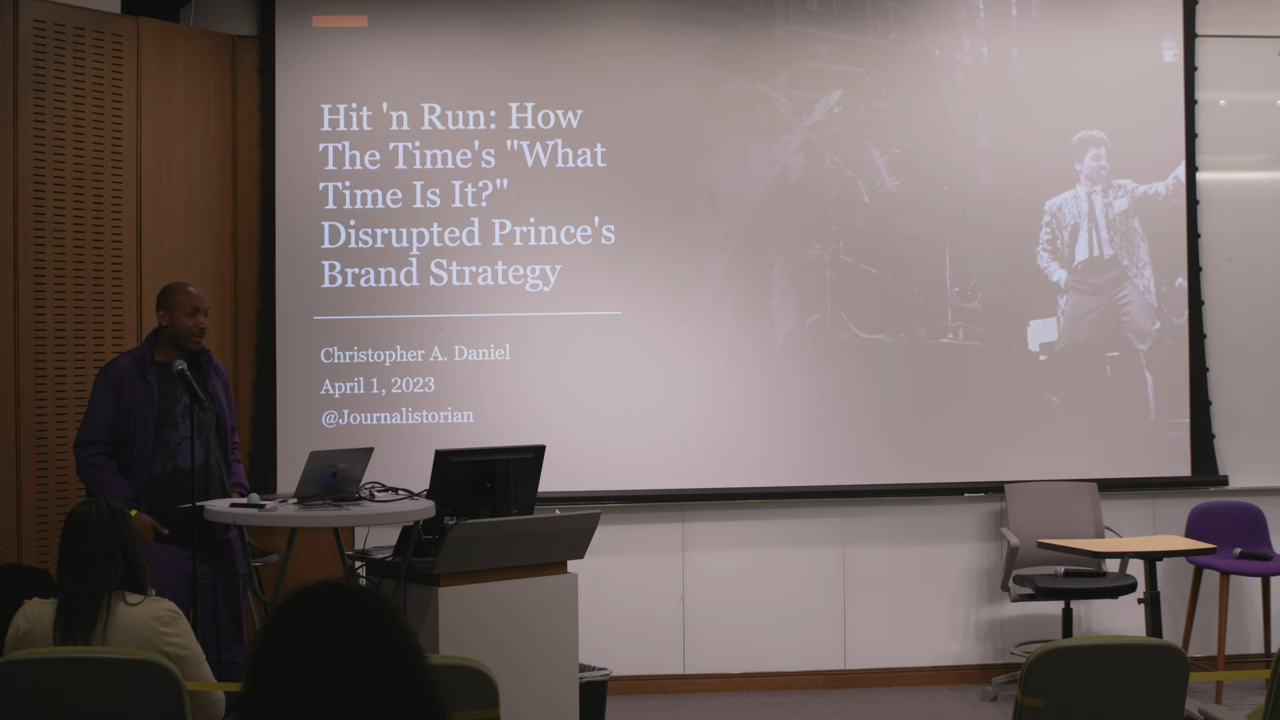 Hit 'n Run: How
The Time's "What
Time Is It?"
Disrupted Prince's
Brand Strategy
Christopher A. Daniel
April 1, 2023
@Journalistorian